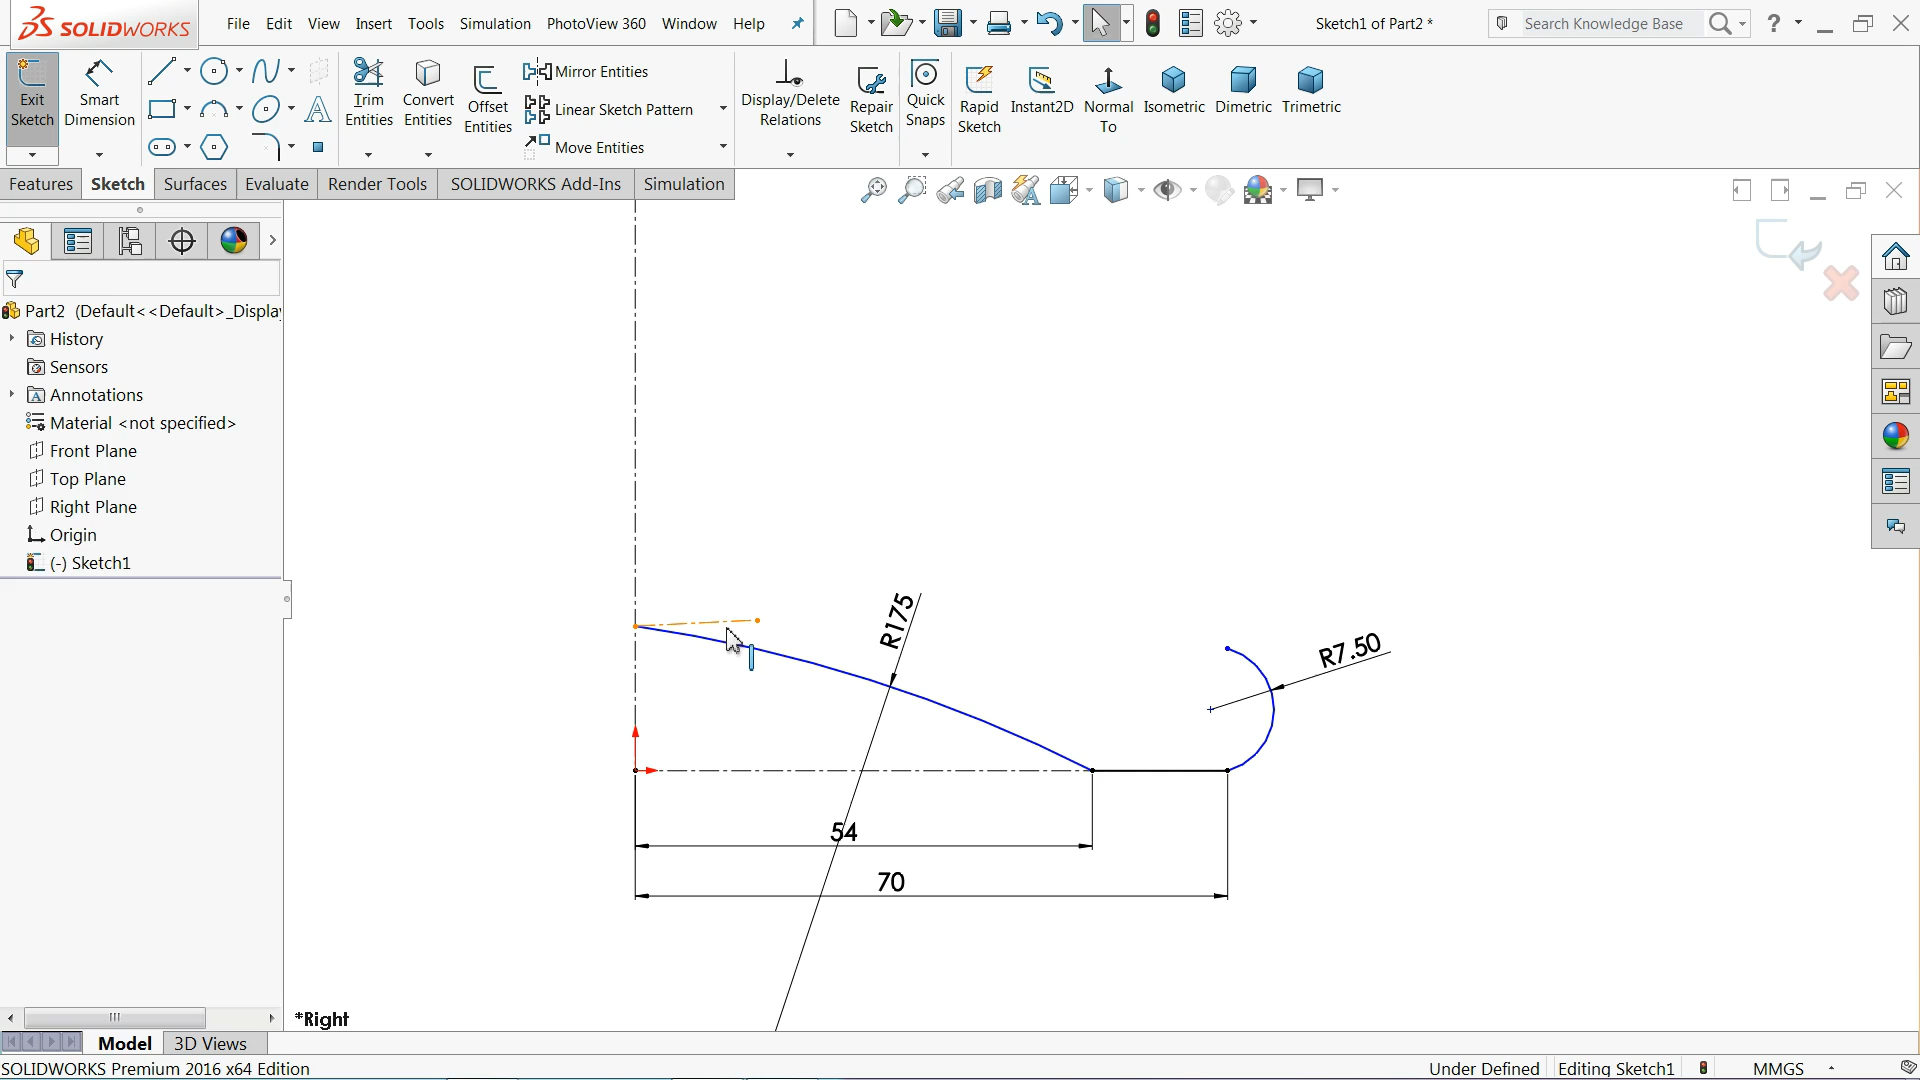 SOLIDWORKS
File Edit View Insert Tools Simulation PhotoView 360 Window Help
Sketch1 of Part2 *
Search Knowledge Base
?
Exit Sketch
Smart Dimension
Trim Entities
Convert Entities
Offset Entities
Mirror Entities
Linear Sketch Pattern
Move Entities
Display/Delete Relations
Repair Sketch
Quick Snaps
Rapid Sketch
Instant2D
Normal To
Isometric
Dimetric
Trimetric
Features Sketch Surfaces Evaluate Render Tools SOLIDWORKS Add-Ins Simulation
Part2 (Default<<Default>_Displa
History
Sensors
Annotations
Material <not specified>
Front Plane
Top Plane
Right Plane
Origin
(-) Sketch1
R175
R7.50
54
70
*Right
Model 3D Views
SOLIDWORKS Premium 2016 x64 Edition
Under Defined Editing Sketch1 MMGS